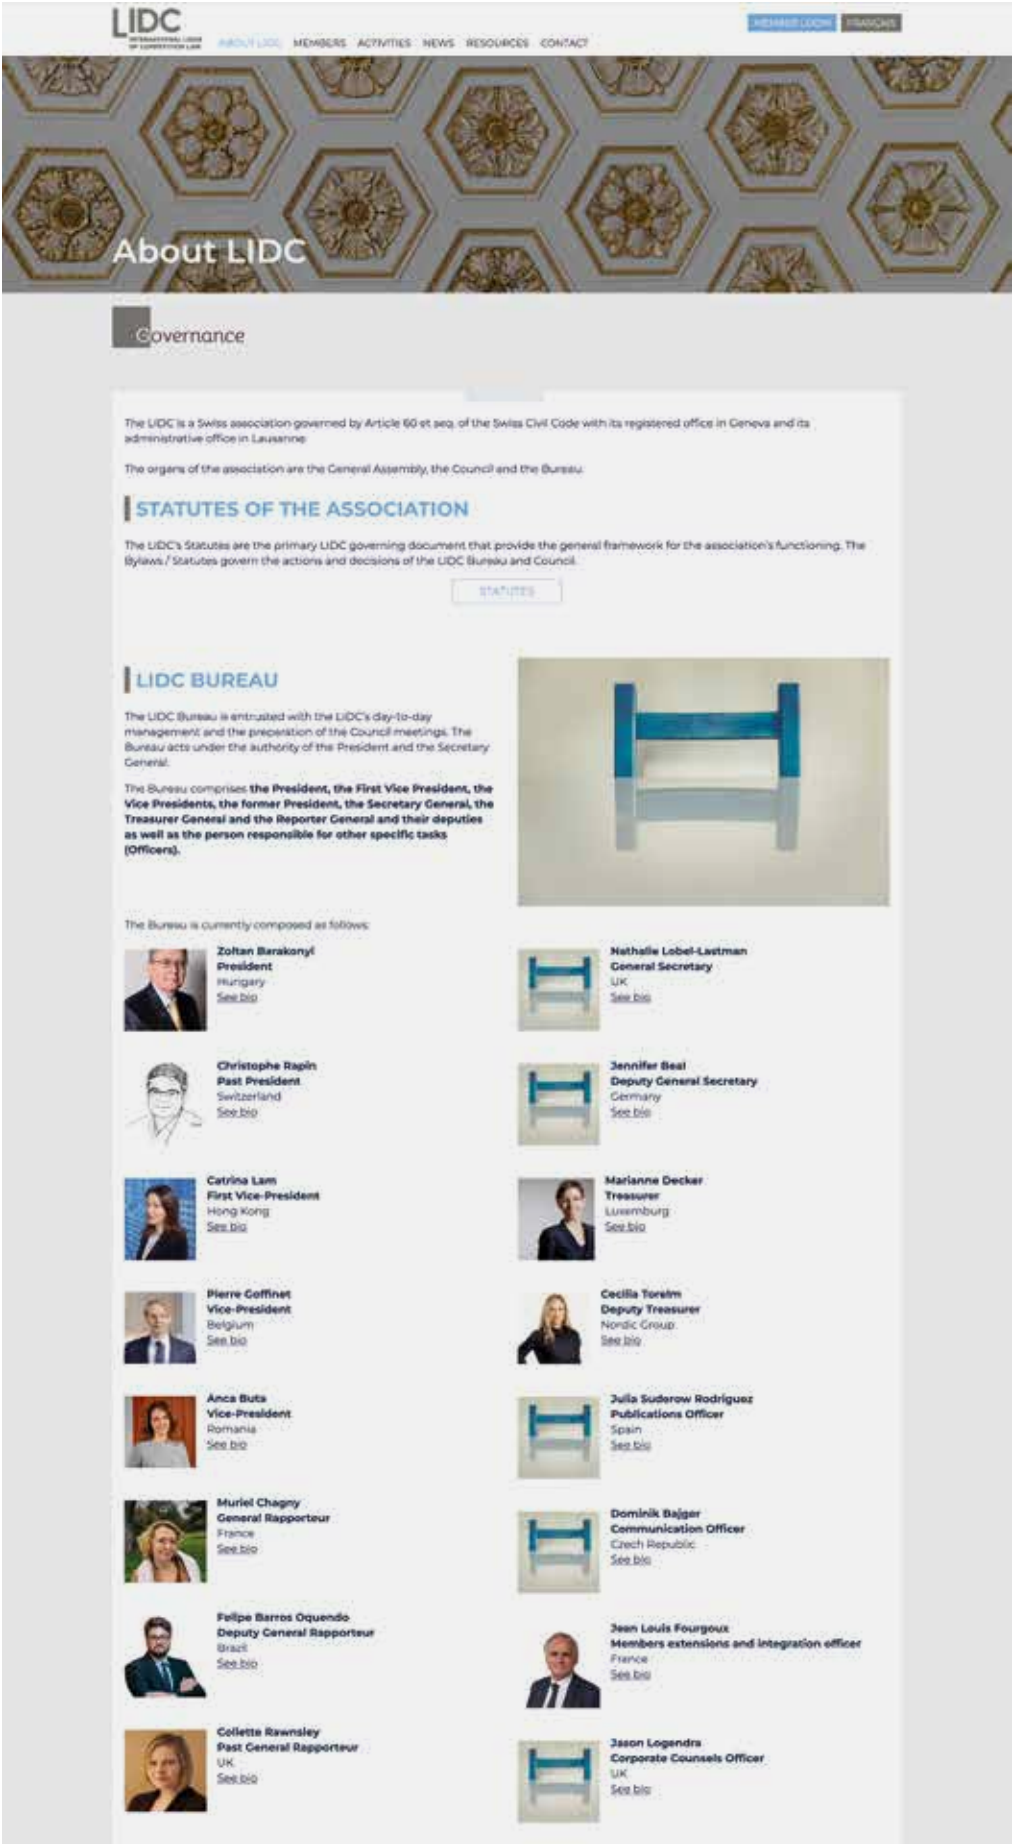 LIDC
INTERNATIONAL LEAGUE
OF COMPETITION LAW
ABOUT LIDC MEMBERS ACTIVITIES NEWS RESOURCES CONTACT
MEMBER LOGIN FRANÇAIS
About LIDC
Governance
The LIDC is a Swiss association governed by Article 60 et seq. of the Swiss Civil Code with its registered office in Geneva and its
administrative office in Lausanne.
The organs of the association are the General Assembly, the Council and the Bureau.
STATUTES OF THE ASSOCIATION
The LIDC's Statutes are the primary LIDC governing document that provide the general framework for the association's functioning. The
Bylaws / Statutes govern the actions and decisions of the LIDC Bureau and Council.
STATUTES
LIDC BUREAU
The LIDC Bureau is entrusted with the LIDC's day-to-day
management and the preparation of the Council meetings. The
Bureau acts under the authority of the President and the Secretary
General.
The Bureau comprises the President, the First Vice President, the
Vice Presidents, the former President, the Secretary General, the
Treasurer General and the Reporter General and their deputies
as well as the person responsible for other specific tasks
(Officers).
The Bureau is currently composed as follows:
Zoltan Barakonyi
President
Hungary
See bio
Christophe Rapin
Past President
Switzerland
See bio
Catrina Lam
First Vice-President
Hong Kong
See bio
Pierre Goffinet
Vice-President
Belgium
See bio
Anca Buta
Vice-President
Romania
See bio
Muriel Chagny
General Rapporteur
France
See bio
Felipe Barros Oquendo
Deputy General Rapporteur
Brazil
See bio
Collette Rawnsley
Past General Rapporteur
UK
See bio
Nathalie Lobel-Lastman
General Secretary
UK
See bio
Jennifer Beal
Deputy General Secretary
Germany
See bio
Marianne Decker
Treasurer
Luxemburg
See bio
Cecilia Torelm
Deputy Treasurer
Nordic Group
See bio
Julia Suderow Rodriguez
Publications Officer
Spain
See bio
Dominik Bajger
Communication Officer
Czech Republic
See bio
Jean Louis Fourgoux
Members extensions and integration officer
France
See bio
Jason Logendra
Corporate Counsels Officer
UK
See bio